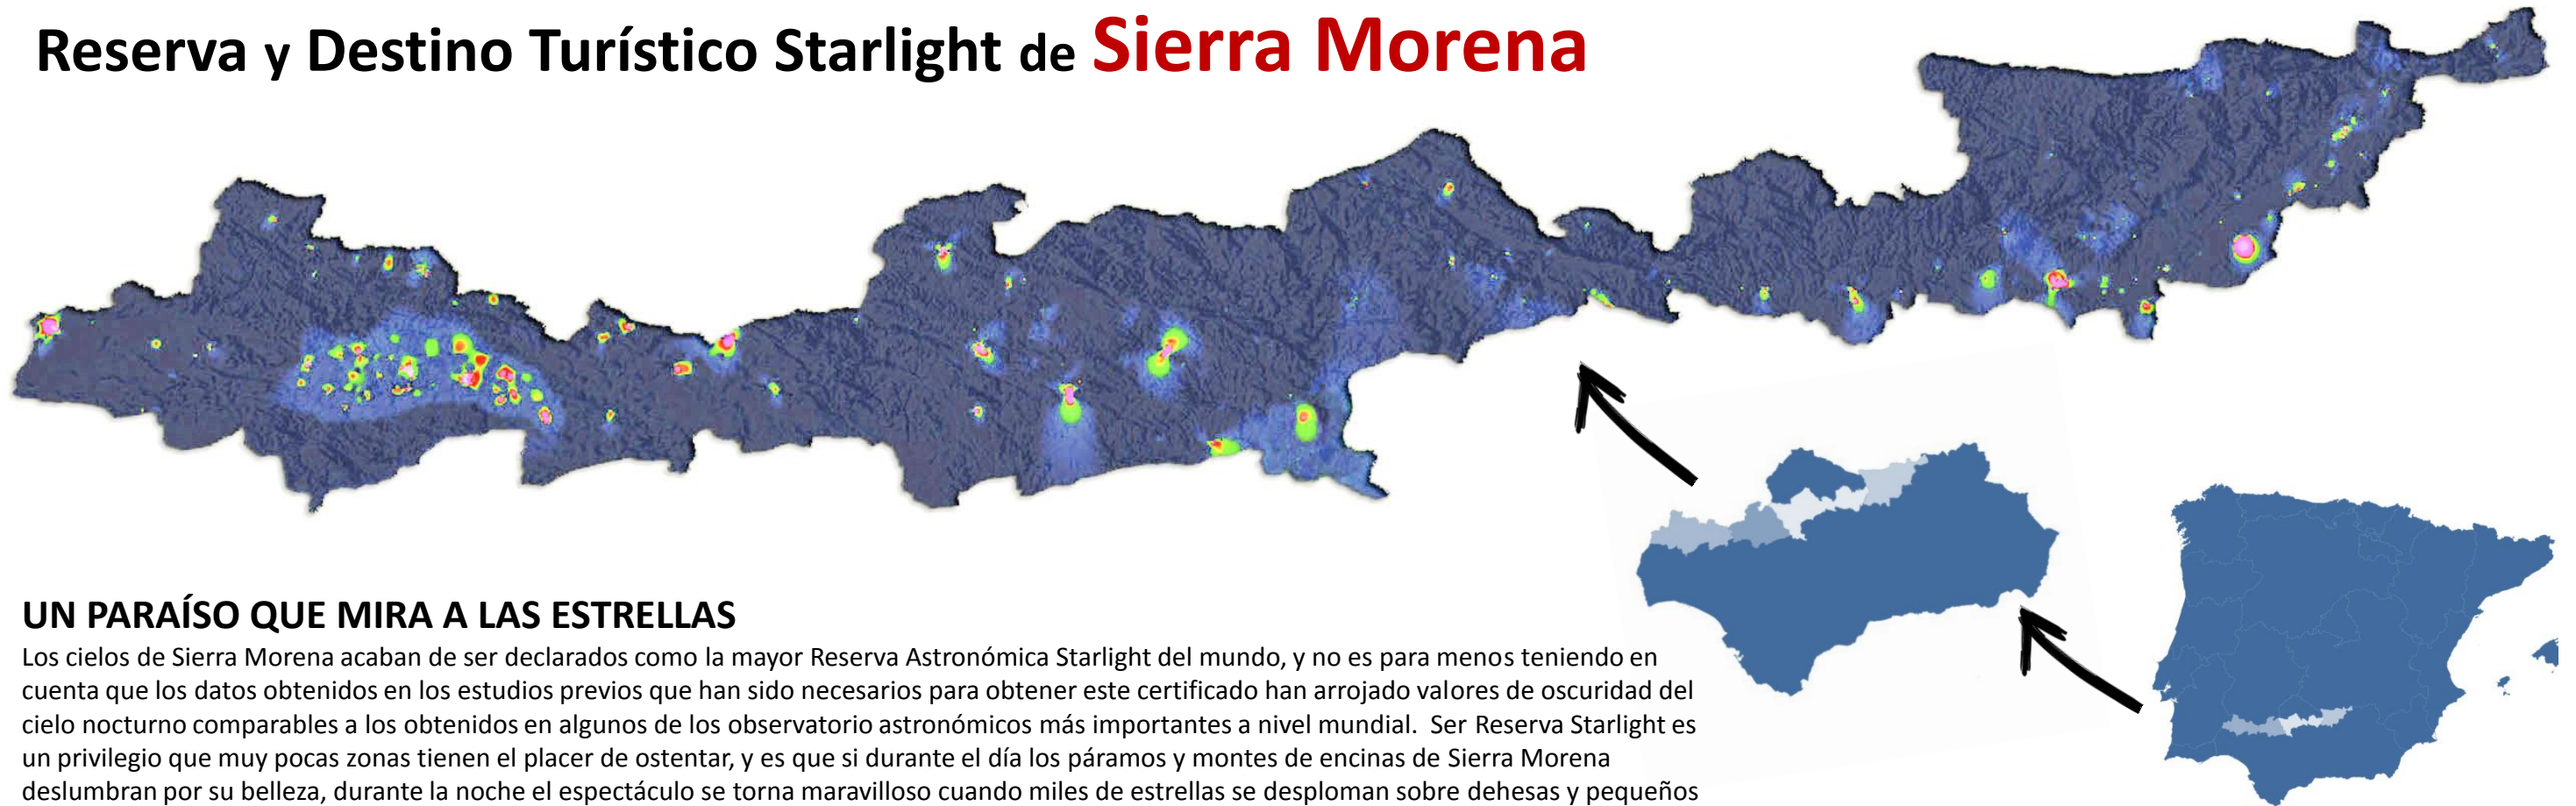 Reserva y Destino Turístico Starlight de Sierra Morena
UN PARAÍSO QUE MIRA A LAS ESTRELLAS
Los cielos de Sierra Morena acaban de ser declarados como la mayor Reserva Astronómica Starlight del mundo, y no es para menos teniendo en
cuenta que los datos obtenidos en los estudios previos que han sido necesarios para obtener este certificado han arrojado valores de oscuridad del
cielo nocturno comparables a los obtenidos en algunos de los observatorio astronómicos más importantes a nivel mundial. Ser Reserva Starlight es
un privilegio que muy pocas zonas tienen el placer de ostentar, y es que si durante el día los páramos y montes de encinas de Sierra Morena
deslumbran por su belleza, durante la noche el espectáculo se torna maravilloso cuando miles de estrellas se desploman sobre dehesas y pequeños